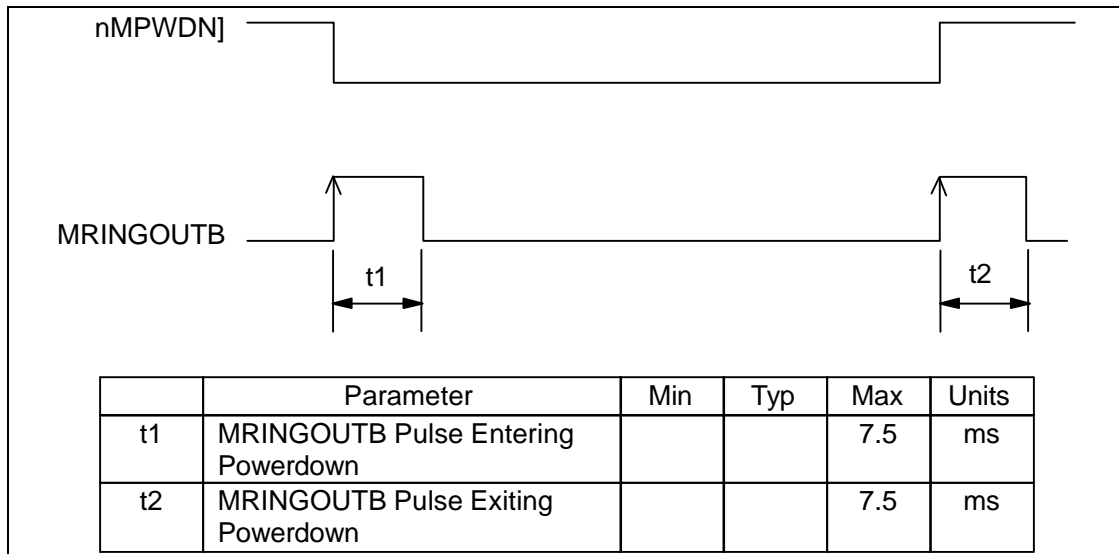 nMPWDN]
MRINGOUTB
t1
t2
Parameter Min Typ Max Units
t1 MRINGOUTB Pulse Entering Powerdown 7.5 ms
t2 MRINGOUTB Pulse Exiting Powerdown 7.5 ms